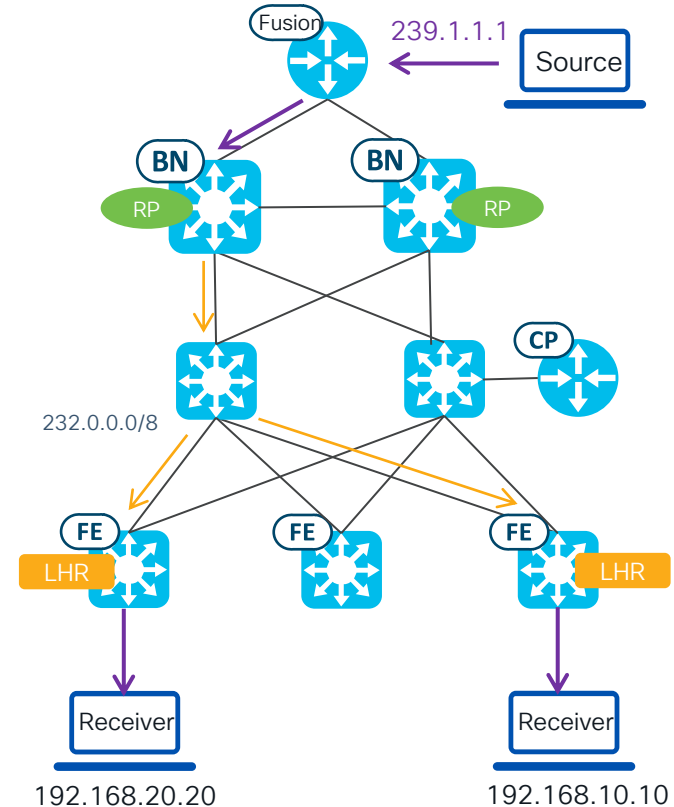 Fusion
239.1.1.1
Source
BN
BN
RP
RP
CP
232.0.0.0/8
FE
FE
FE
LHR
LHR
Receiver
Receiver
192.168.20.20
192.168.10.10